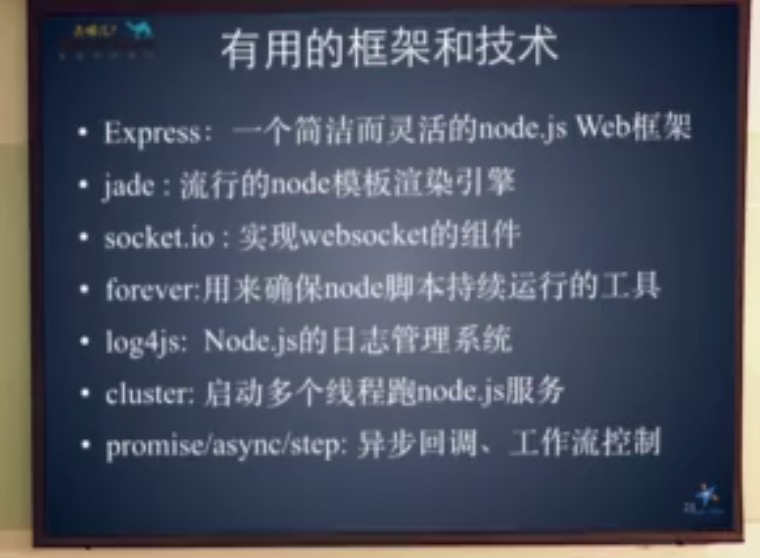 去哪儿?
有用的框架和技术
• Express：一个简洁而灵活的node.js Web框架
• jade : 流行的node模板渲染引擎
• socket.io : 实现websocket的组件
• forever:用来确保node脚本持续运行的工具
• log4js: Node.js的日志管理系统
• cluster: 启动多个线程跑node.js服务
• promise/async/step: 异步回调、工作流控制